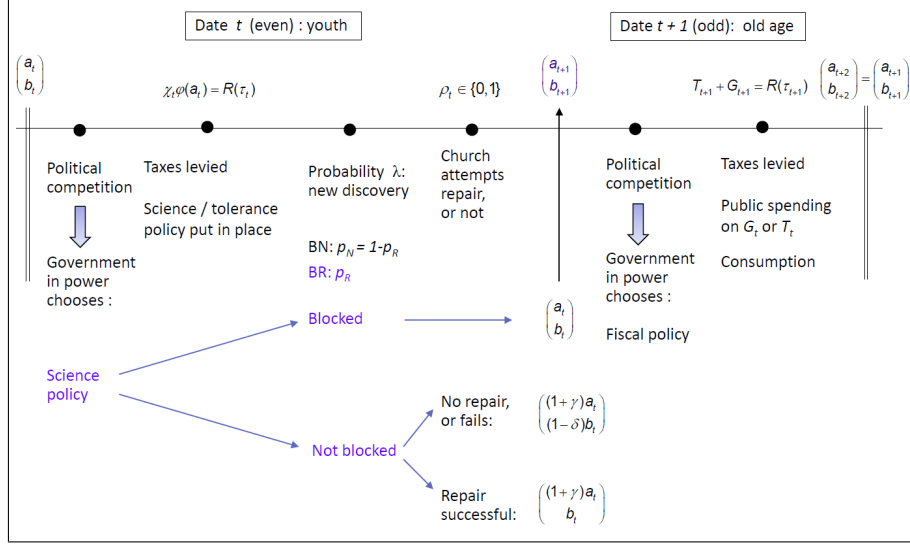 Date t (even) : youth
Date t + 1 (odd): old age
(a_t b_t)
χ_tφ(a_t) = R(τ_t)
ρ_t ∈ {0,1}
(a_{t+1} b_{t+1})
T_{t+1} + G_{t+1} = R(τ_{t+1})
(a_{t+2} b_{t+2}) = (a_{t+1} b_{t+1})
Political
competition
Government
in power
chooses :
Taxes levied
Science / tolerance
policy put in place
Probability λ:
new discovery
BN: p_N = 1-p_R
BR: p_R
Church
attempts
repair,
or not
Political
competition
Government
in power
chooses :
Fiscal policy
Taxes levied
Public spending
on G_t or T_t
Consumption
Science
policy
Blocked
(a_t b_t)
Not blocked
No repair,
or fails:
((1+γ)a_t (1-δ)b_t)
Repair
successful:
((1+γ)a_t b_t)